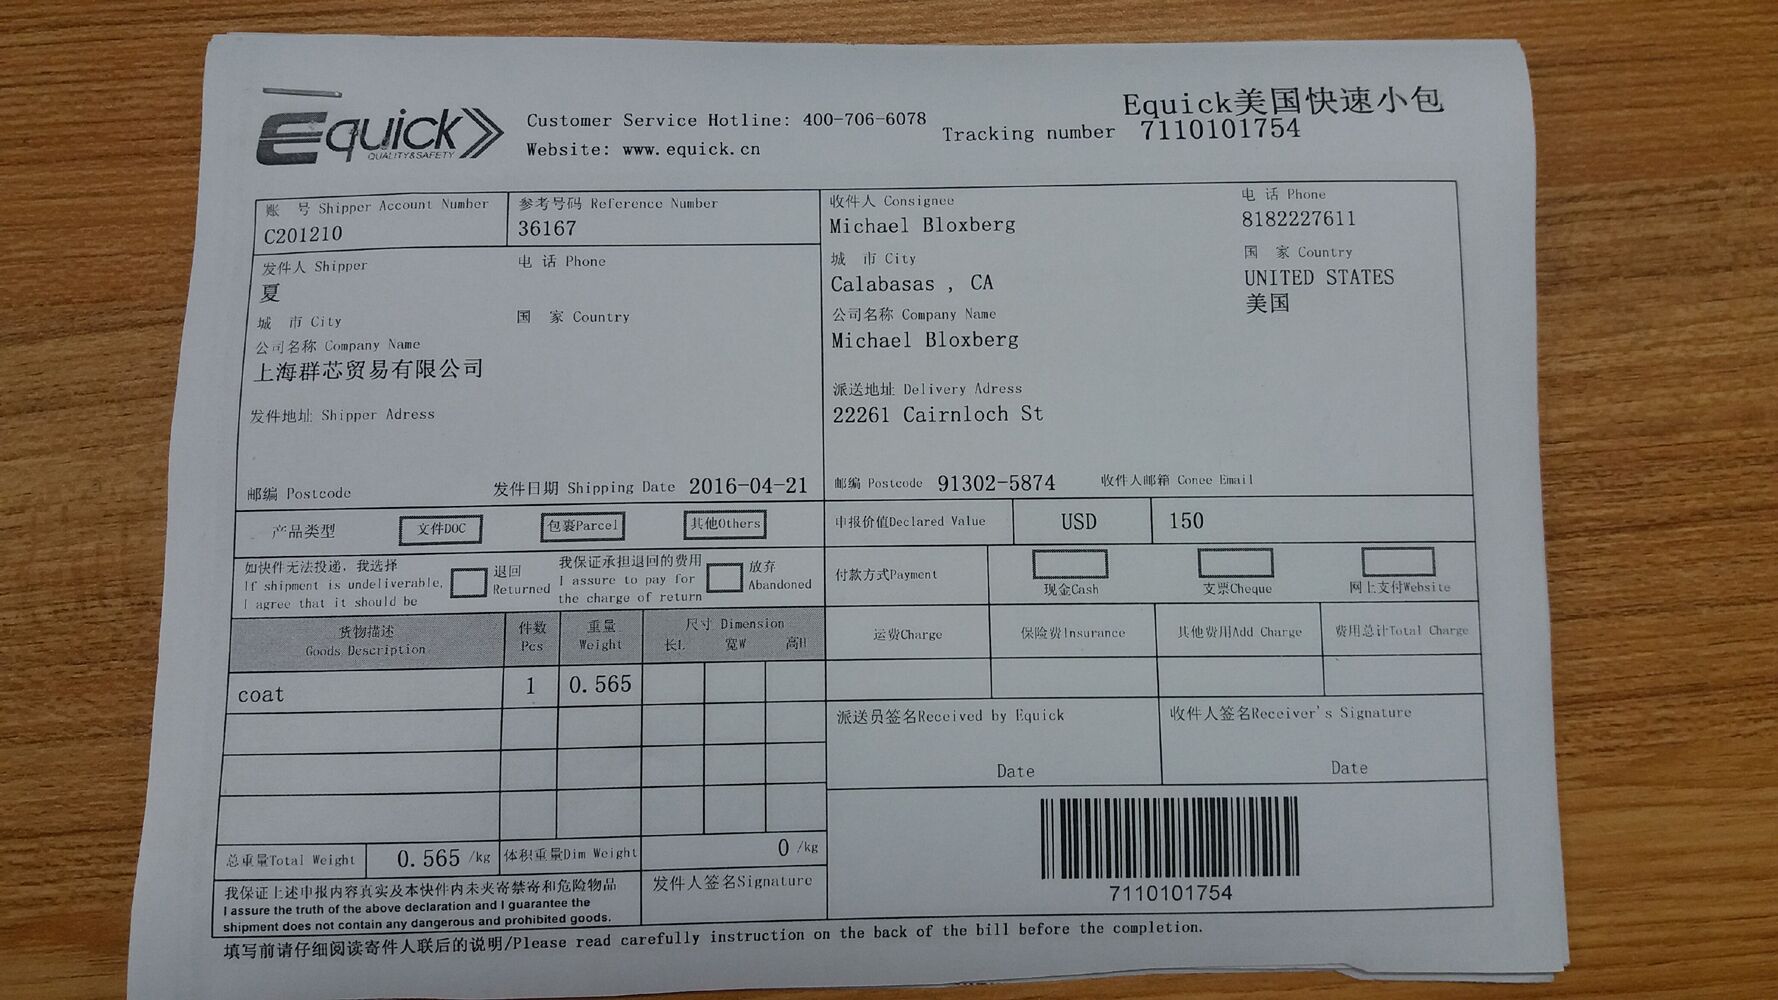 Equick
QUALITY&SAFETY
Customer Service Hotline: 400-706-6078
Website: www.equick.cn
Equick美国快速小包
Tracking number 7110101754
账 号 Shipper Account Number
C201210
参考号码 Reference Number
36167
发件人 Shipper
夏
电 话 Phone
城 市 City
国 家 Country
公司名称 Company Name
上海群芯贸易有限公司
发件地址 Shipper Adress
邮编 Postcode
发件日期 Shipping Date 2016-04-21
收件人 Consignee
Michael Bloxberg
电 话 Phone
8182227611
城 市 City
Calabasas , CA
国 家 Country
UNITED STATES
美国
公司名称 Company Name
Michael Bloxberg
派送地址 Delivery Adress
22261 Cairnloch St
邮编 Postcode 91302-5874
收件人邮箱 Conee Email
产品类型
文件DOC
包裹Parcel
其他Others
申报价值Declared Value
USD
150
如快件无法投递，我选择
If shipment is undeliverable,
I agree that it should be
退回
Returned
我保证承担退回的费用
I assure to pay for
the charge of return
放弃
Abandoned
付款方式Payment
现金Cash
支票Cheque
网上支付Website
货物描述
Goods Description
件数
Pcs
重量
Weight
尺寸 Dimension
长L
宽W
高H
运费Charge
保险费Insurance
其他费用Add Charge
费用总计Total Charge
coat
1
0.565
派送员签名Received by Equick
Date
收件人签名Receiver's Signature
Date
总重量Total Weight
0.565 /kg
体积重量Dim Weight
0 /kg
我保证上述申报内容真实及本快件内未夹寄禁寄和危险物品
I assure the truth of the above declaration and I guarantee the
shipment does not contain any dangerous and prohibited goods.
发件人签名Signature
7110101754
填写前请仔细阅读寄件人联后的说明/Please read carefully instruction on the back of the bill before the completion.